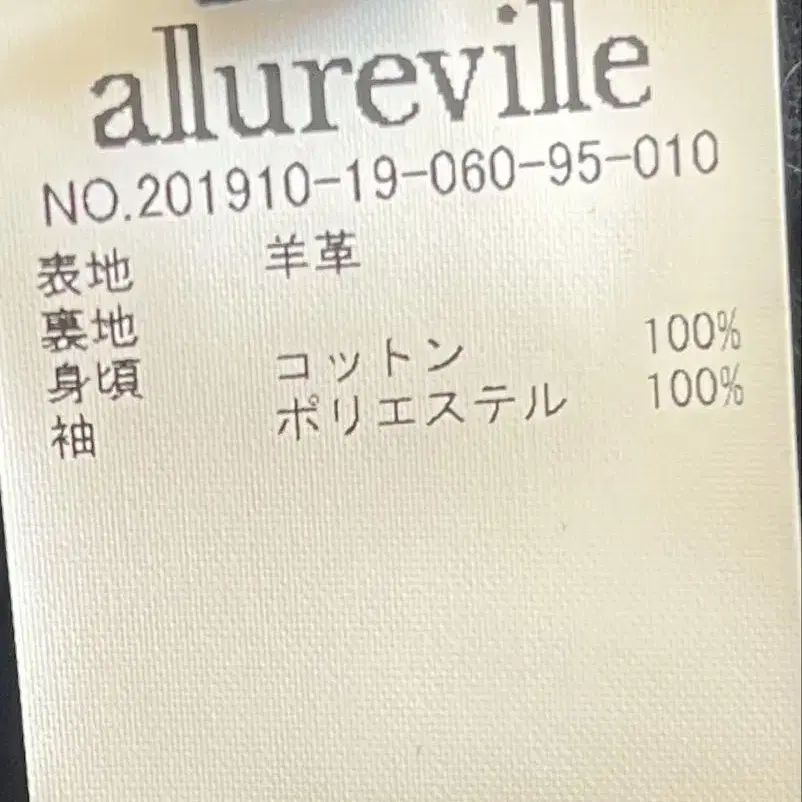 allureville
NO.201910-19-060-95-010
表地 羊革
裏地
身頃 コットン 100%
袖 ポリエステル 100%